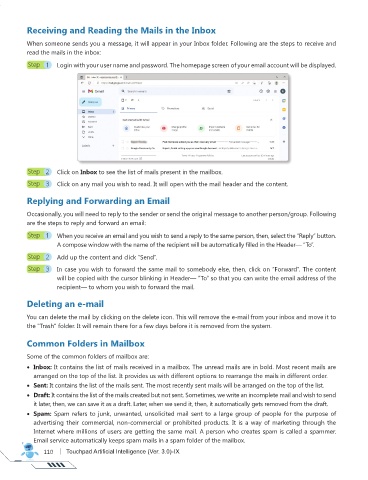 Receiving and Reading the Mails in the Inbox
When someone sends you a message, it will appear in your Inbox folder. Following are the steps to receive and
read the mails in the inbox:
Step 1 Login with your user name and password. The homepage screen of your email account will be displayed.
Gmail
Step 2 Click on Inbox to see the list of mails present in the mailbox.
Step 3 Click on any mail you wish to read. It will open with the mail header and the content.
Replying and Forwarding an Email
Occasionally, you will need to reply to the sender or send the original message to another person/group. Following
are the steps to reply and forward an email:
Step 1 When you receive an email and you wish to send a reply to the same person, then, select the "Reply" button.
A compose window with the name of the recipient will be automatically filled in the Header— "To".
Step 2 Add up the content and click "Send".
Step 3 In case you wish to forward the same mail to somebody else, then, click on "Forward". The content
will be copied with the cursor blinking in Header— "To" so that you can write the email address of the
recipient— to whom you wish to forward the mail.
Deleting an e-mail
You can delete the mail by clicking on the delete icon. This will remove the e-mail from your inbox and move it to
the "Trash" folder. It will remain there for a few days before it is removed from the system.
Common Folders in Mailbox
Some of the common folders of mailbox are:
• Inbox: It contains the list of mails received in a mailbox. The unread mails are in bold. Most recent mails are
arranged on the top of the list. It provides us with different options to rearrange the mails in different order.
• Sent: It contains the list of the mails sent. The most recently sent mails will be arranged on the top of the list.
• Draft: It contains the list of the mails created but not sent. Sometimes, we write an incomplete mail and wish to send
it later, then, we can save it as a draft. Later, when we send it, then, it automatically gets removed from the draft.
• Spam: Spam refers to junk, unwanted, unsolicited mail sent to a large group of people for the purpose of
advertising their commercial, non-commercial or prohibited products. It is a way of marketing through the
Internet where millions of users are getting the same mail. A person who creates spam is called a spammer.
Email service automatically keeps spam mails in a spam folder of the mailbox.
110 | Touchpad Artificial Intelligence (Ver. 3.0)-IX